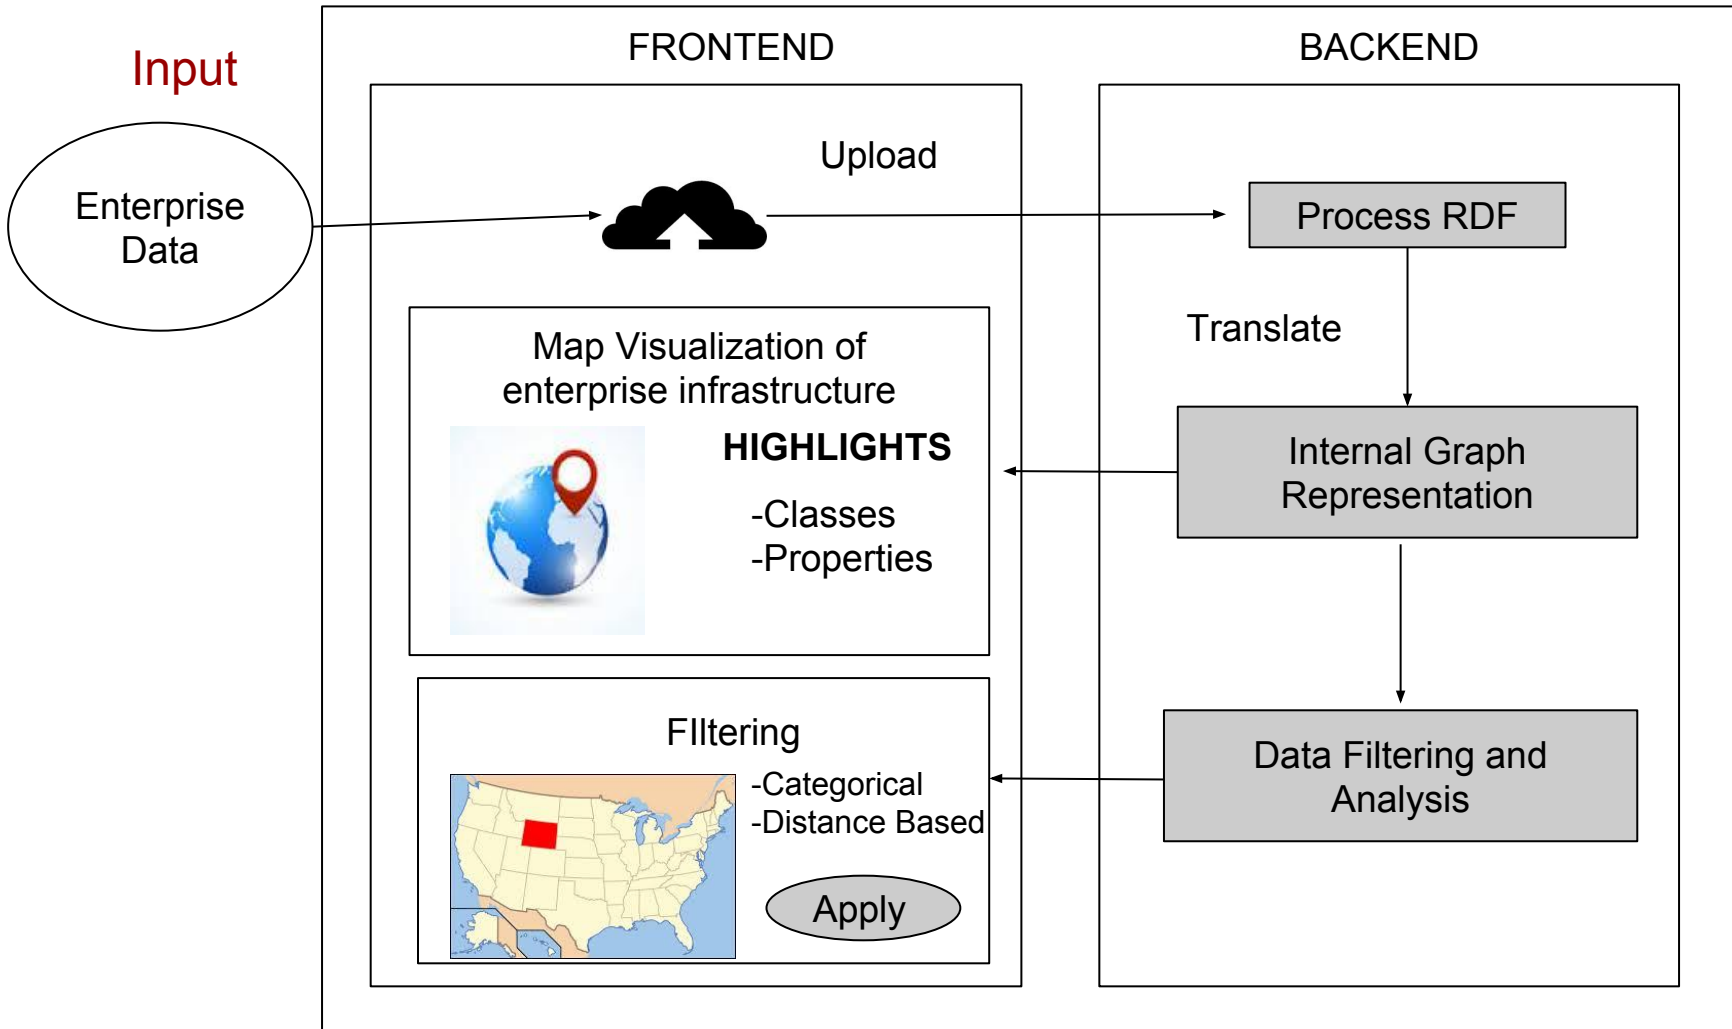 FRONTEND
BACKEND
Input
Enterprise
Data
Upload
Process RDF
Translate
Map Visualization of
enterprise infrastructure
HIGHLIGHTS
-Classes
-Properties
Internal Graph
Representation
FIltering
-Categorical
-Distance Based
Apply
Data Filtering and
Analysis